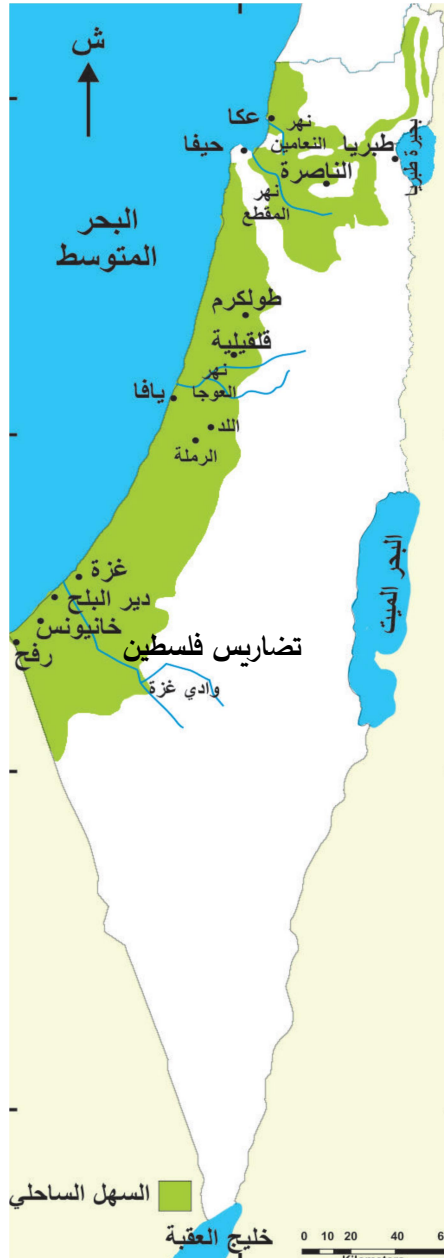 ش
عكا
نهر
النعامين
حيفا
طبريا
بحيرة طبريا
الناصرة
نهر
المقطع
البحر
المتوسط
طولكرم
قلقيلية
نهر
العوجا
يافا
اللد
الرملة
غزة
دير البلح
خانيونس
رفح
البحر الميت
تضاريس فلسطين
وادي غزة
السهل الساحلي
خليج العقبة
0 10 20 40